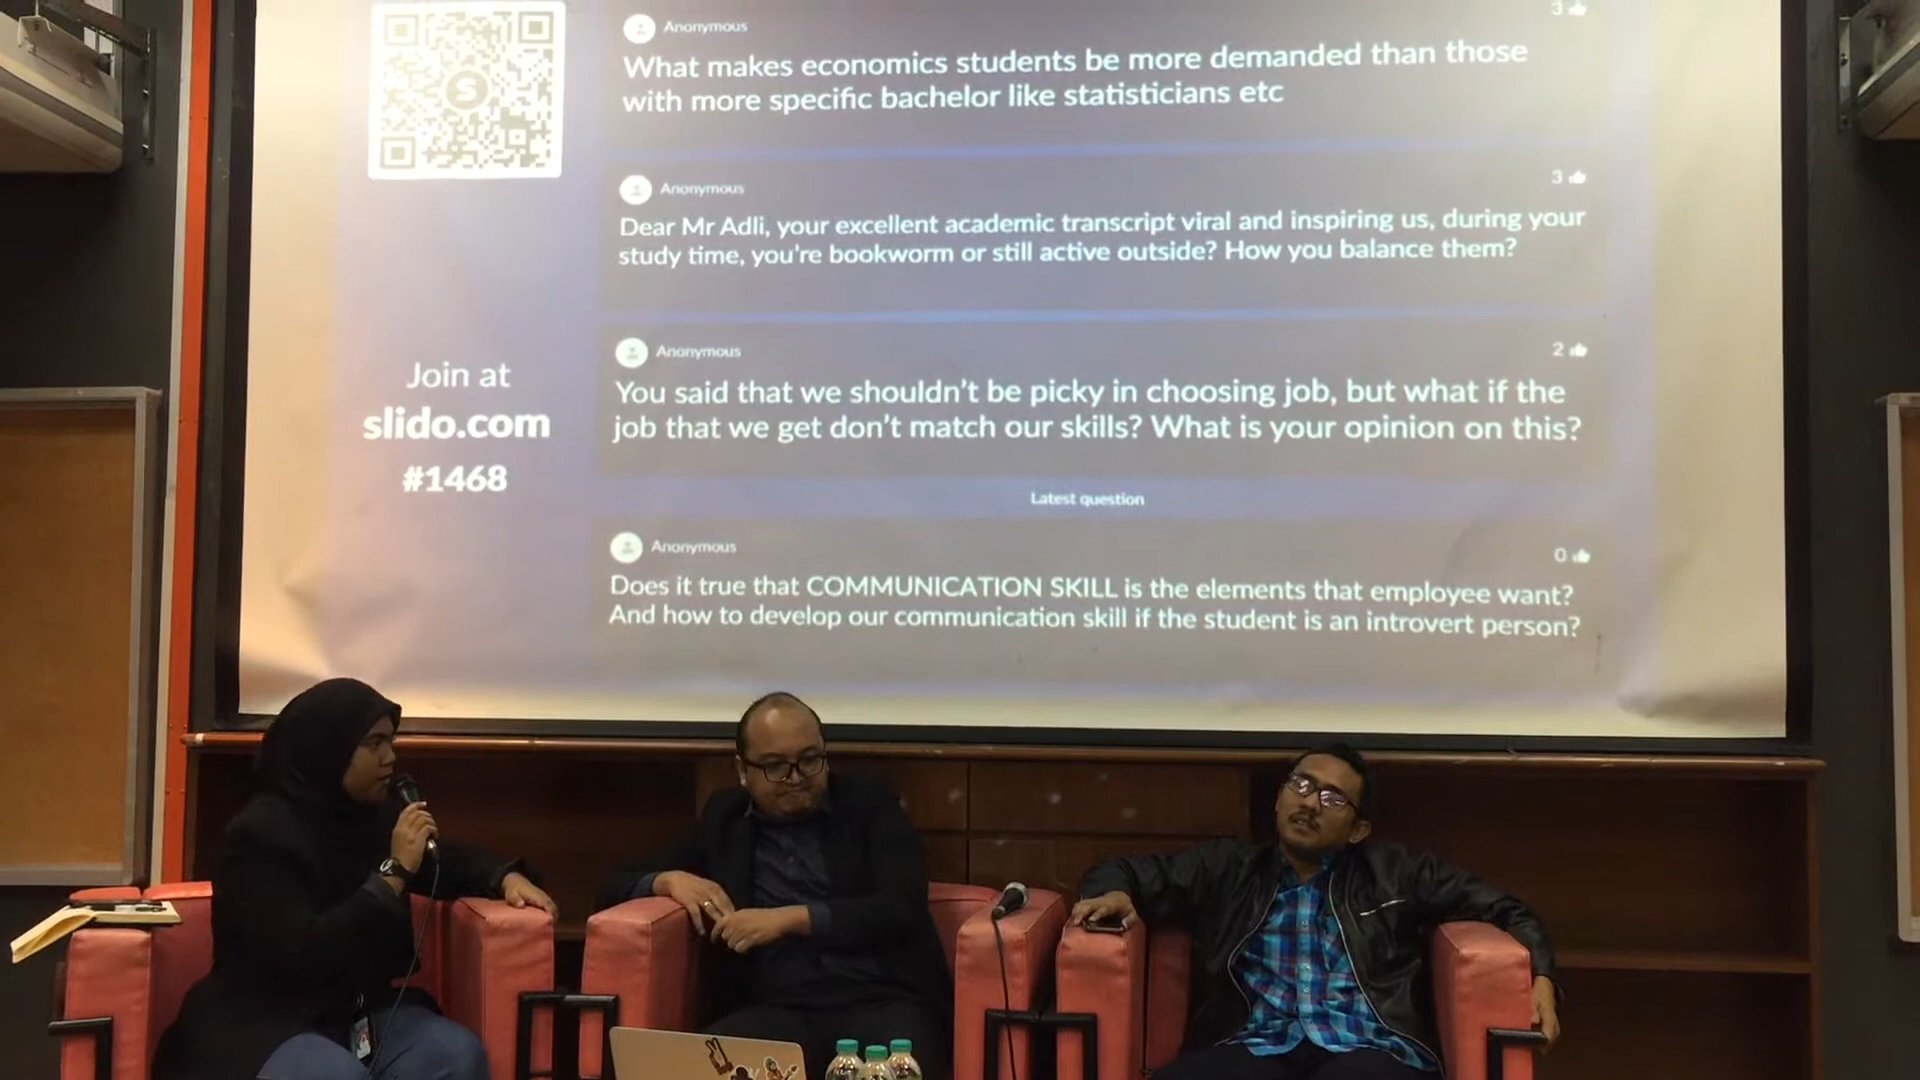 Anonymous
3
What makes economics students be more demanded than those
with more specific bachelor like statisticians etc
Anonymous
3
Dear Mr Adli, your excellent academic transcript viral and inspiring us, during your
study time, you're bookworm or still active outside? How you balance them?
Join at
slido.com
#1468
Anonymous
2
You said that we shouldn't be picky in choosing job, but what if the
job that we get don't match our skills? What is your opinion on this?
Latest question
Anonymous
0
Does it true that COMMUNICATION SKILL is the elements that employee want?
And how to develop our communication skill if the student is an introvert person?